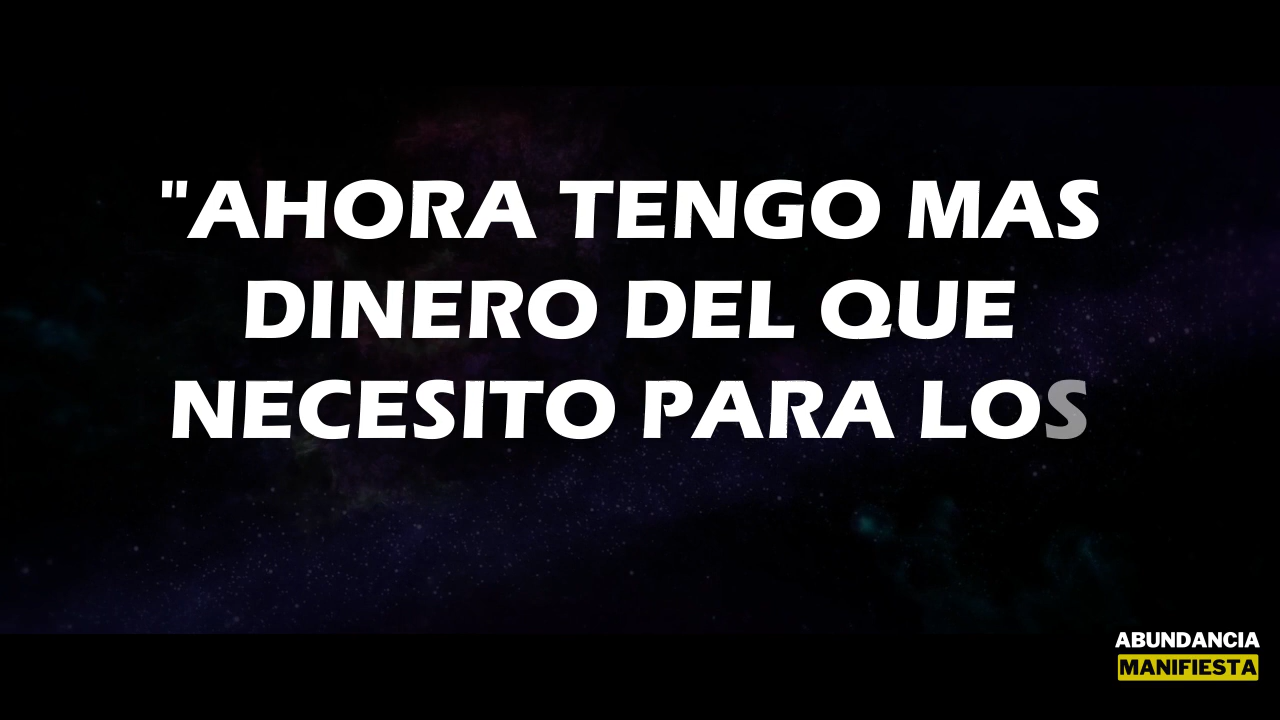 "AHORA TENGO MAS
DINERO DEL QUE
NECESITO PARA LOS
ABUNDANCIA
MANIFIESTA